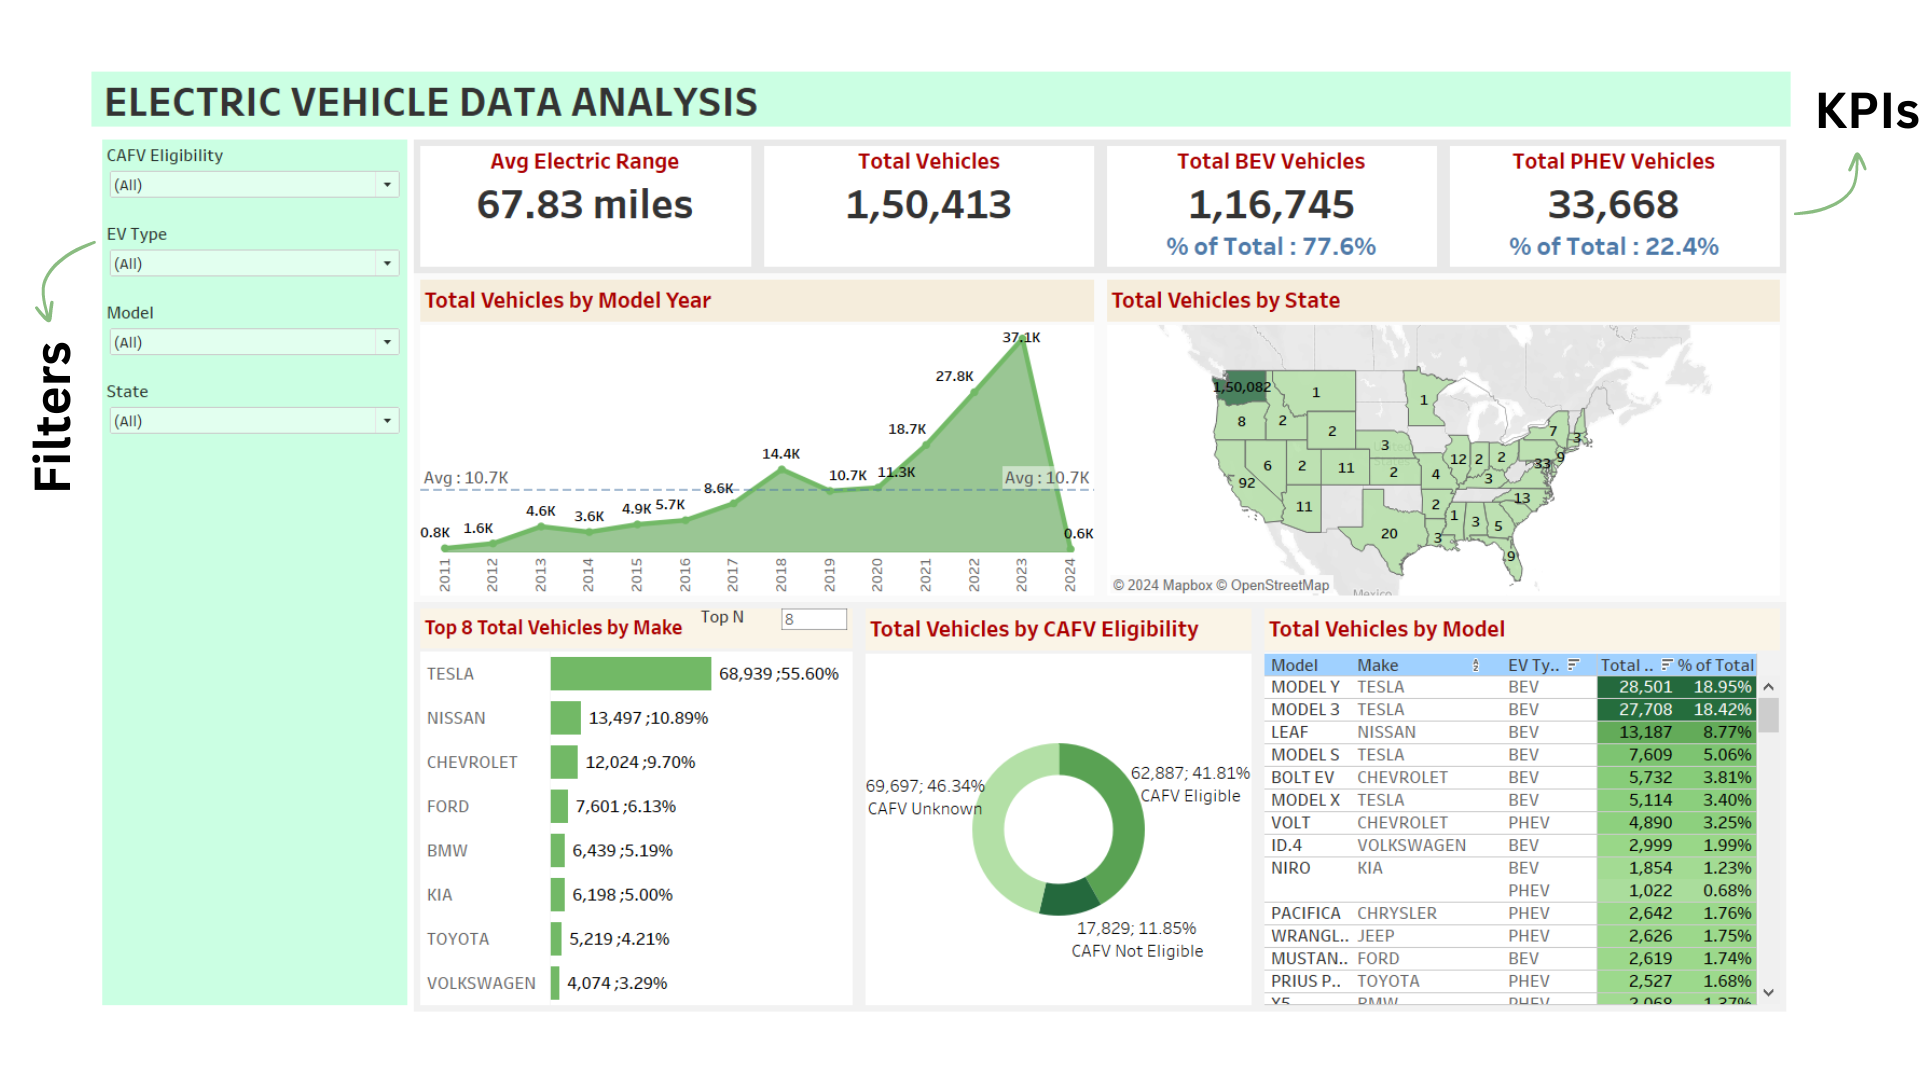 ELECTRIC VEHICLE DATA ANALYSIS
KPIs
Filters
CAFV Eligibility
(All)
EV Type
(All)
Model
(All)
State
(All)
Avg Electric Range
67.83 miles
Total Vehicles
1,50,413
Total BEV Vehicles
1,16,745
% of Total : 77.6%
Total PHEV Vehicles
33,668
% of Total : 22.4%
Total Vehicles by Model Year
37.1K
27.8K
18.7K
14.4K
10.7K
11.3K
Avg : 10.7K
Avg : 10.7K
8.6K
4.6K
3.6K
4.9K
5.7K
0.8K
1.6K
0.6K
2011
2012
2013
2014
2015
2016
2017
2018
2019
2020
2021
2022
2023
2024
Total Vehicles by State
1,50,082
1
1
8
2
2
7
3
3
6
2
11
2
12
2
2
33
9
92
4
3
11
2
13
20
3
1
3
5
9
© 2024 Mapbox © OpenStreetMap
Mexico
Top 8 Total Vehicles by Make
Top N
8
TESLA 68,939 ;55.60%
NISSAN 13,497 ;10.89%
CHEVROLET 12,024 ;9.70%
FORD 7,601 ;6.13%
BMW 6,439 ;5.19%
KIA 6,198 ;5.00%
TOYOTA 5,219 ;4.21%
VOLKSWAGEN 4,074 ;3.29%
Total Vehicles by CAFV Eligibility
69,697; 46.34%
CAFV Unknown
62,887; 41.81%
CAFV Eligible
17,829; 11.85%
CAFV Not Eligible
Total Vehicles by Model
Model Make EV Ty.. Total .. % of Total
MODEL Y TESLA BEV 28,501 18.95%
MODEL 3 TESLA BEV 27,708 18.42%
LEAF NISSAN BEV 13,187 8.77%
MODEL S TESLA BEV 7,609 5.06%
BOLT EV CHEVROLET BEV 5,732 3.81%
MODEL X TESLA BEV 5,114 3.40%
VOLT CHEVROLET PHEV 4,890 3.25%
ID.4 VOLKSWAGEN BEV 2,999 1.99%
NIRO KIA BEV 1,854 1.23%
PHEV 1,022 0.68%
PACIFICA CHRYSLER PHEV 2,642 1.76%
WRANGL.. JEEP PHEV 2,626 1.75%
MUSTAN.. FORD BEV 2,619 1.74%
PRIUS P.. TOYOTA PHEV 2,527 1.68%
X5 BMW PHEV 2,068 1.37%